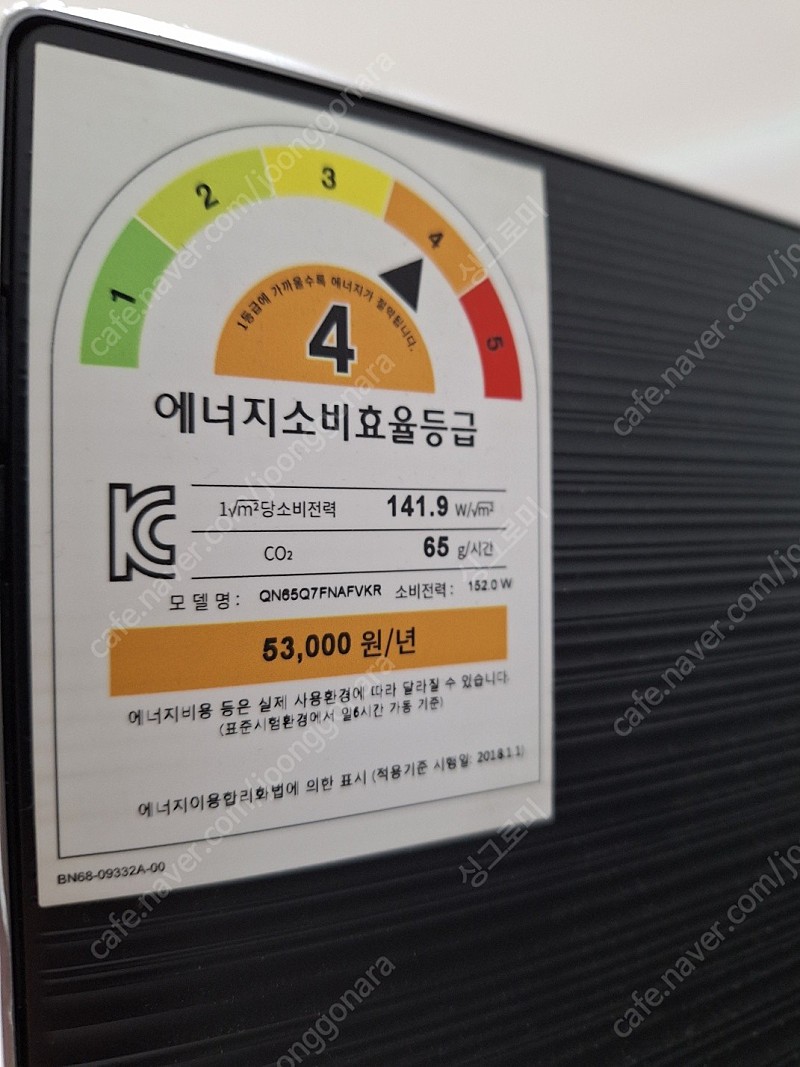 1
2
3
4
5
1등급에 가까울수록 에너지가 절약됩니다.
4
에너지소비효율등급
1√m²당소비전력 141.9 W/√m²
CO₂ 65 g/시간
모델명: QN65Q7FNAFVKR 소비전력: 152.0 W
53,000 원/년
에너지비용 등은 실제 사용환경에 따라 달라질 수 있습니다.
(표준시험환경에서 일6시간 가동 기준)
에너지이용합리화법에 의한 표시 (적용기준 시험일: 2018.1.1)
BN68-09332A-00
cafe.naver.com/joonggonara
싱그로미